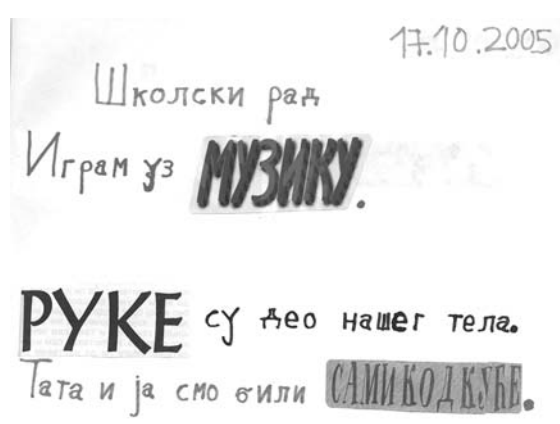 17.10.2005
Школски рад
Играм уз МУЗИКУ.
РУКЕ су део нашег тела.
Тата и ја смо били САМИ КОД КУЋЕ.